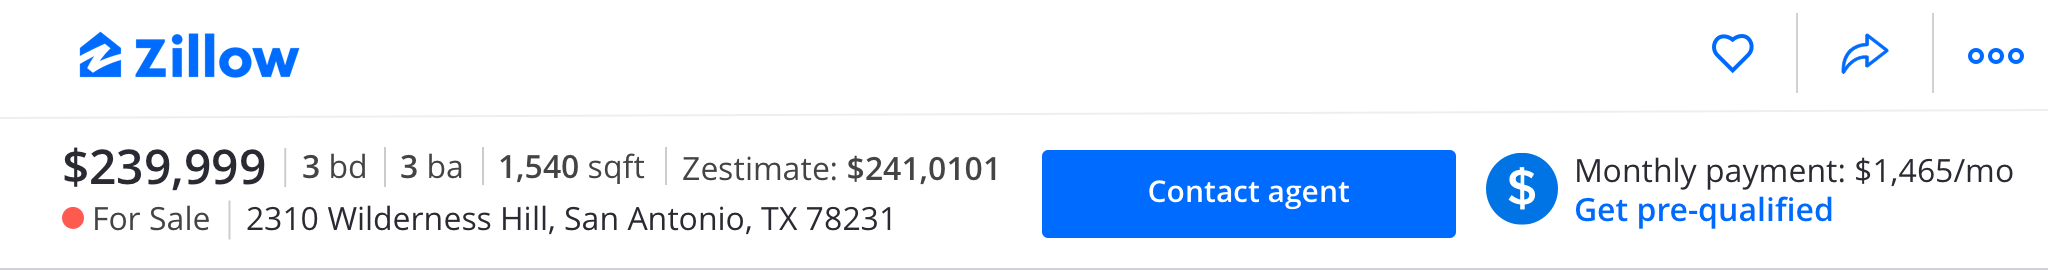 Zillow
$239,999 3 bd 3 ba 1,540 sqft Zestimate: $241,0101
For Sale 2310 Wilderness Hill, San Antonio, TX 78231
Contact agent
$
Monthly payment: $1,465/mo
Get pre-qualified